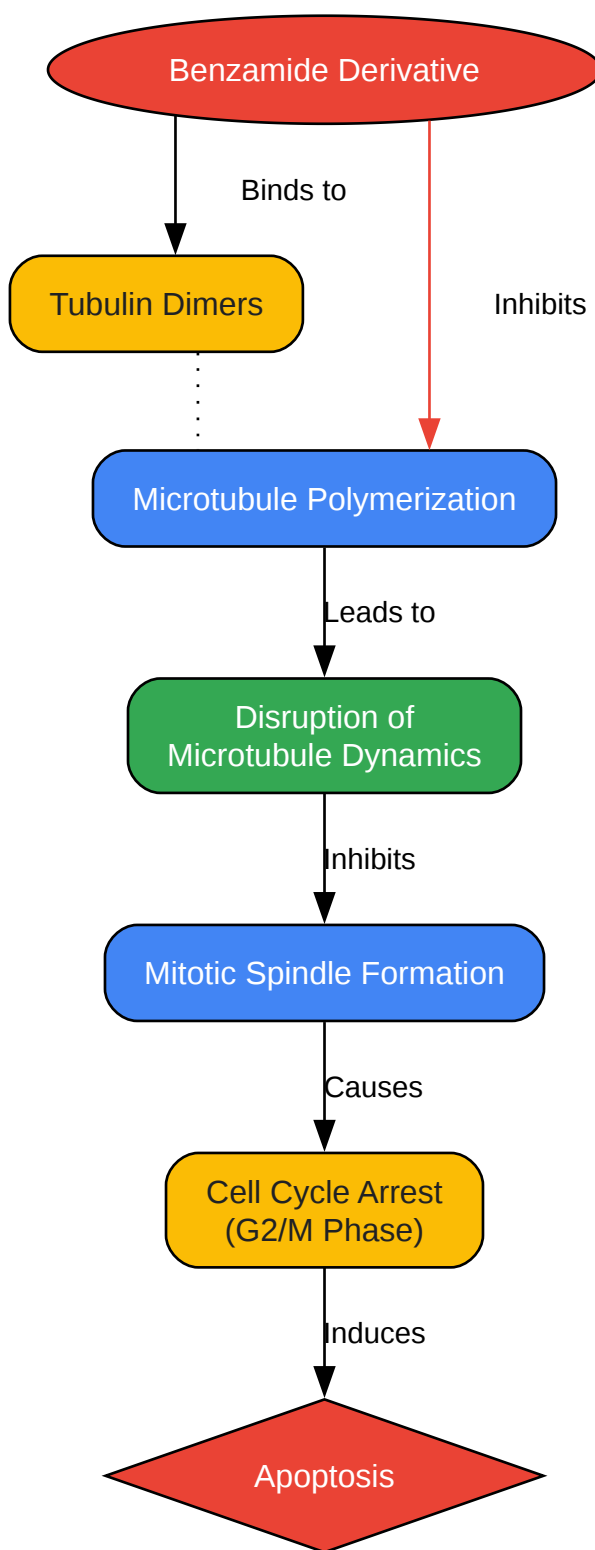 Benzamide Derivative
Binds to
Tubulin Dimers
Inhibits
Microtubule Polymerization
Leads to
Disruption of
Microtubule Dynamics
Inhibits
Mitotic Spindle Formation
Causes
Cell Cycle Arrest
(G2/M Phase)
Induces
Apoptosis